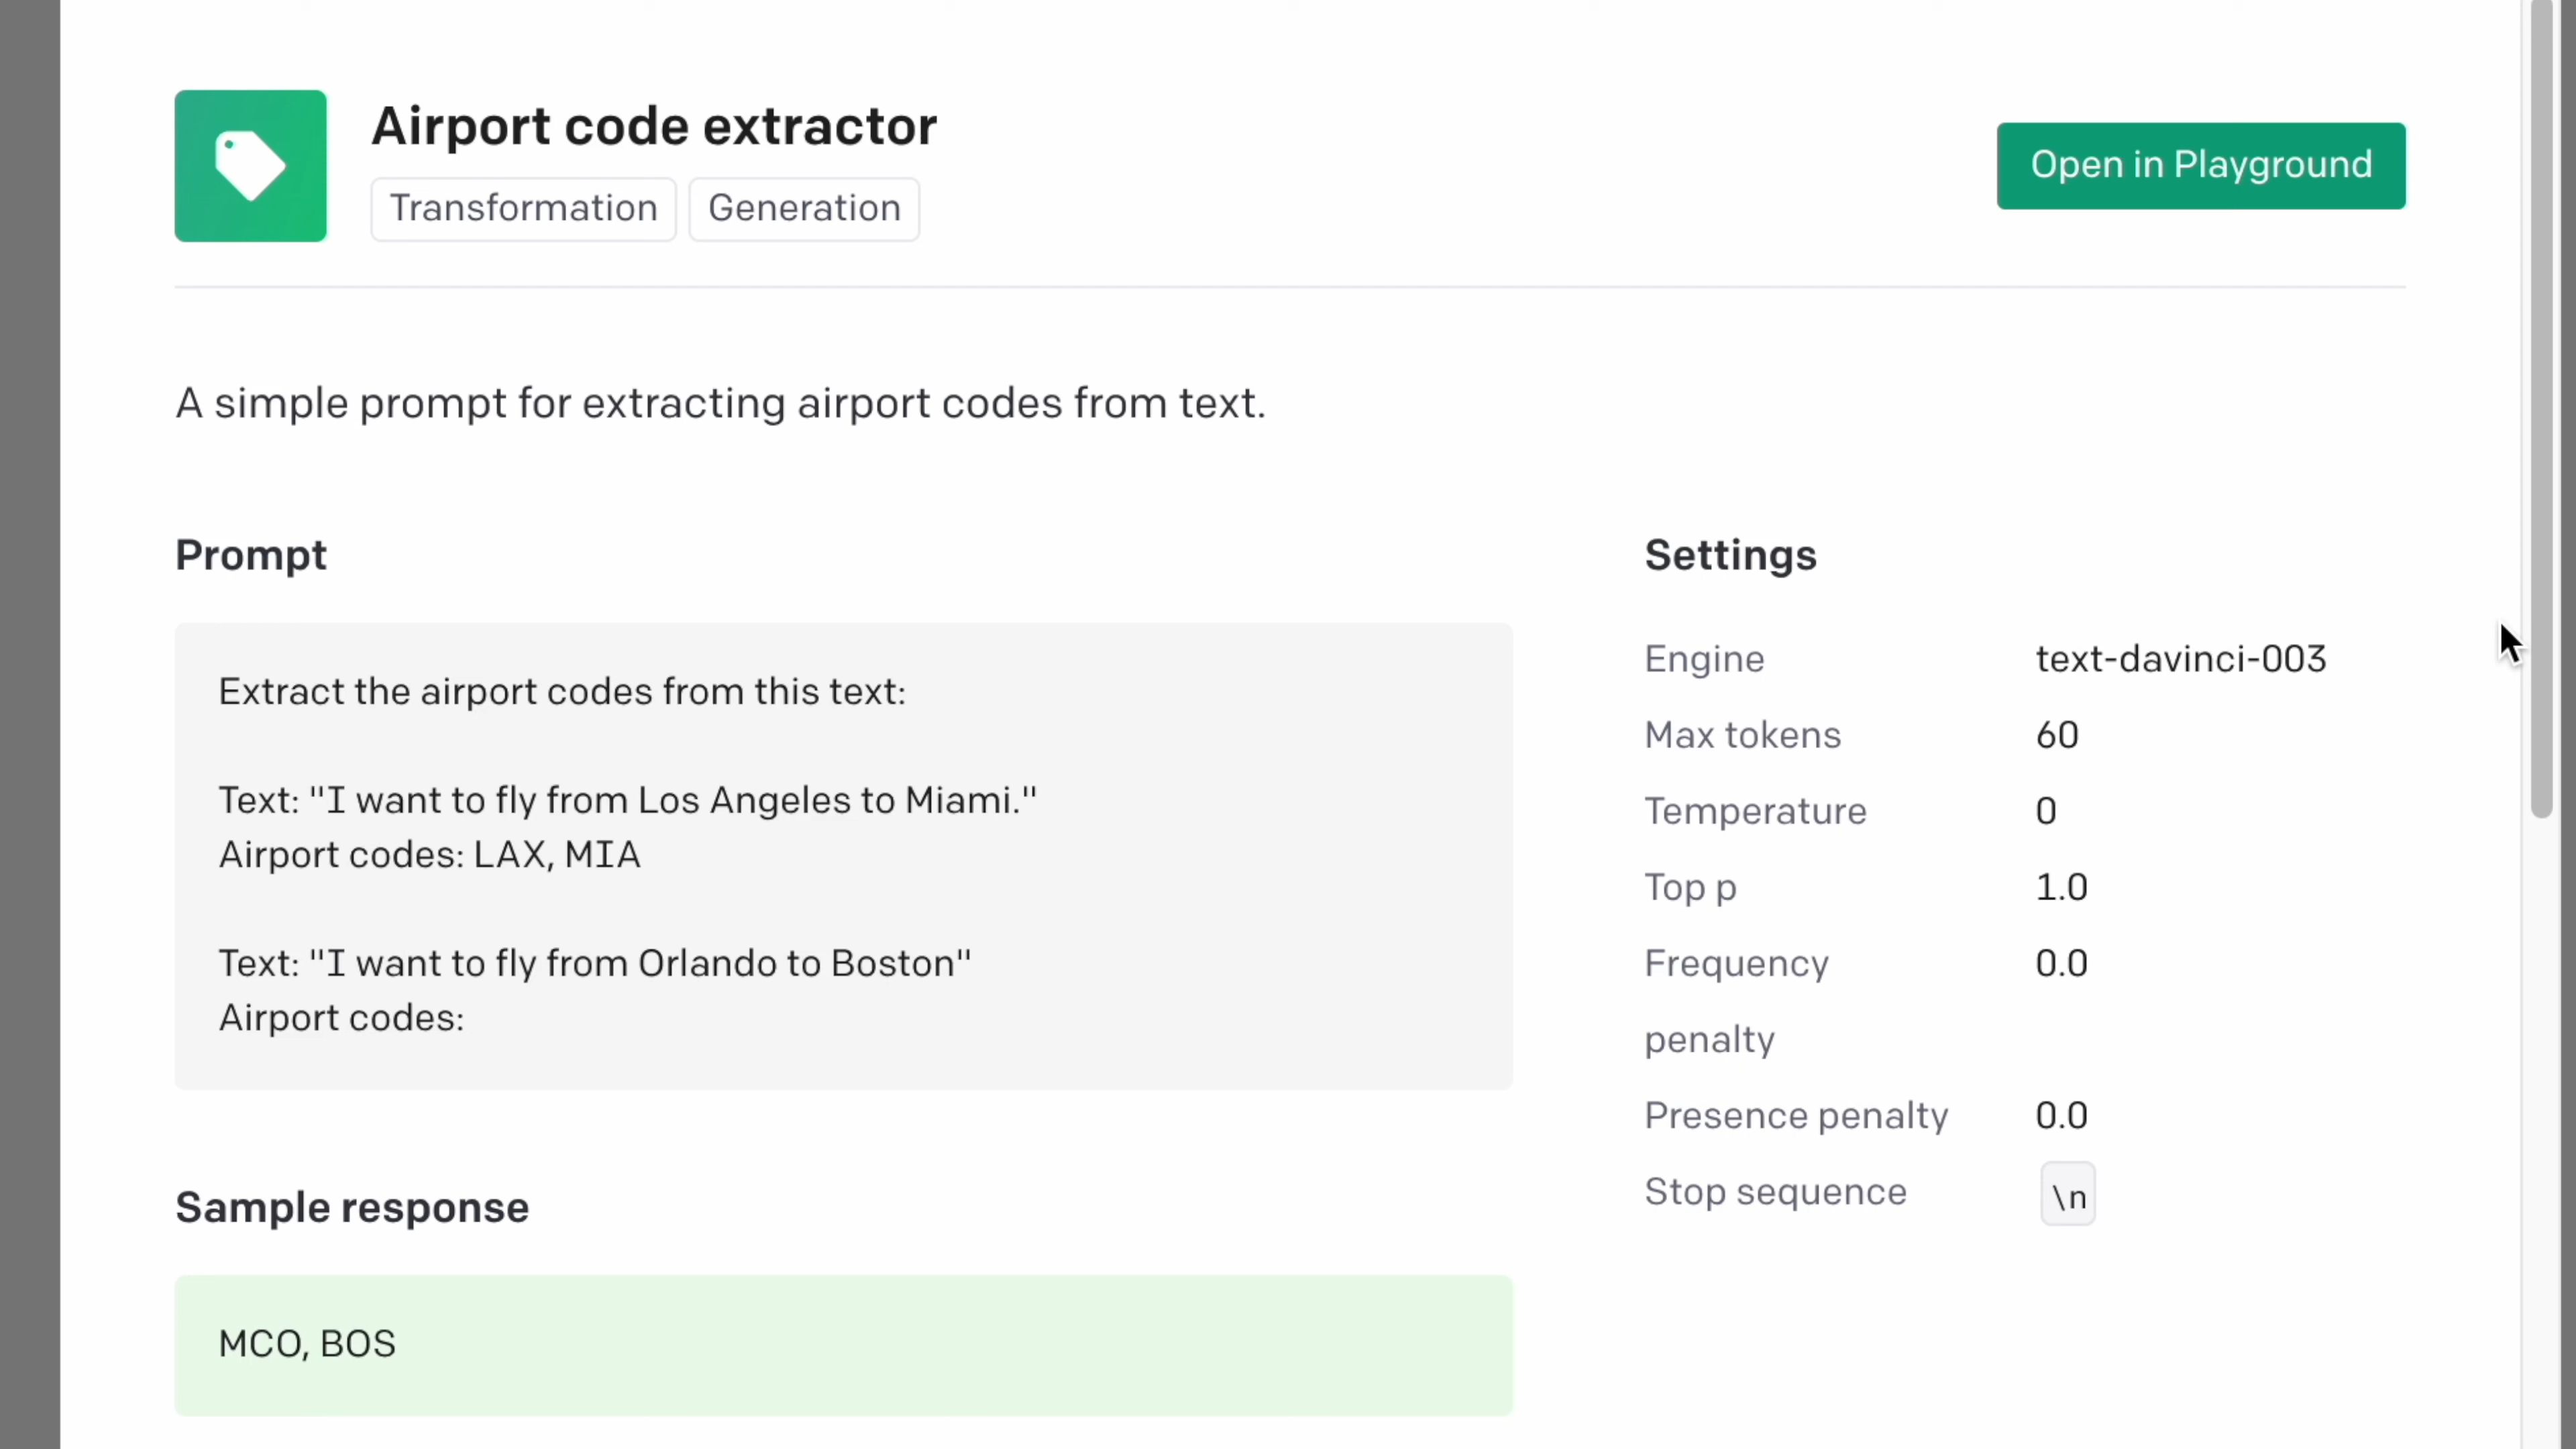 Airport code extractor
Transformation
Generation
Open in Playground
A simple prompt for extracting airport codes from text.
Prompt
Extract the airport codes from this text:
Text: "I want to fly from Los Angeles to Miami."
Airport codes: LAX, MIA
Text: "I want to fly from Orlando to Boston"
Airport codes:
Sample response
MCO, BOS
Settings
Engine text-davinci-003
Max tokens 60
Temperature 0
Top p 1.0
Frequency 0.0
penalty
Presence penalty 0.0
Stop sequence \n